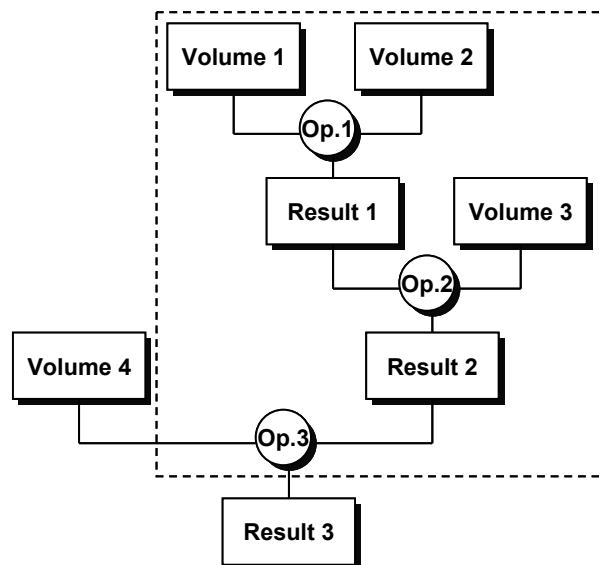 Volume 1
Volume 2
Op.1
Result 1
Volume 3
Op.2
Volume 4
Result 2
Op.3
Result 3